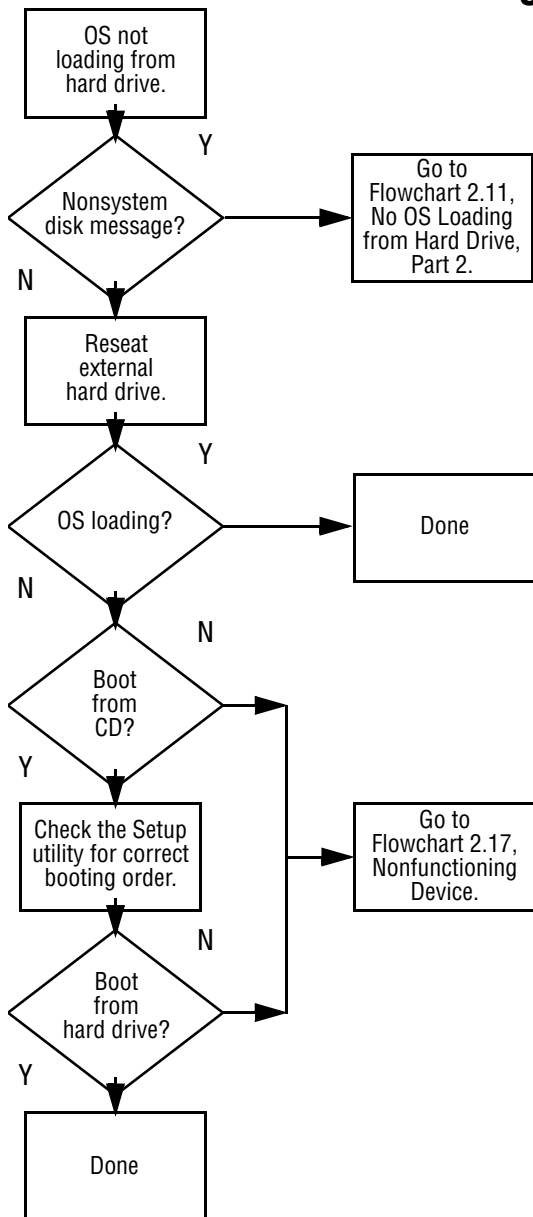 OS not
loading from
hard drive.
Y
Nonsystem
disk message?
Go to
Flowchart 2.11,
No OS Loading
from Hard Drive,
Part 2.
N
Reseat
external
hard drive.
Y
OS loading?
Done
N
N
Boot
from
CD?
Y
Check the Setup
utility for correct
booting order.
Go to
Flowchart 2.17,
Nonfunctioning
Device.
N
Boot
from
hard drive?
Y
Done